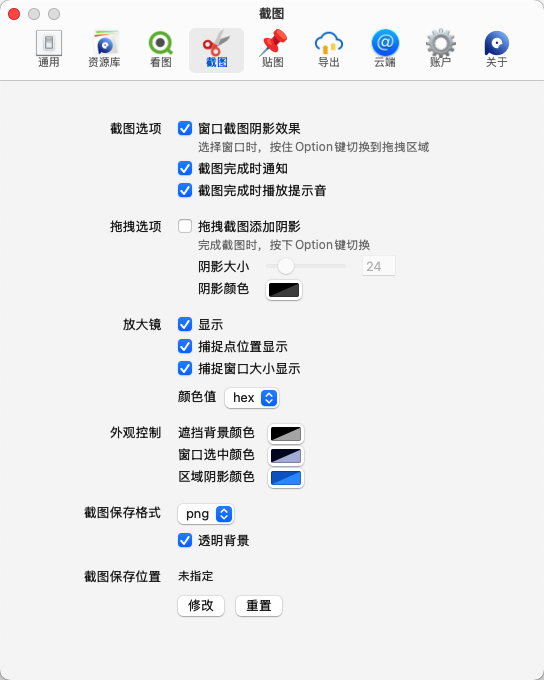 截图
通用
资源库
看图
截图
贴图
导出
云端
账户
关于
截图选项
窗口截图阴影效果
选择窗口时，按住 Option 键切换到拖拽区域
截图完成时通知
截图完成时播放提示音
拖拽选项
拖拽截图添加阴影
完成截图时，按下 Option 键切换
阴影大小
24
阴影颜色
放大镜
显示
捕捉点位置显示
捕捉窗口大小显示
颜色值
hex
外观控制
遮挡背景颜色
窗口选中颜色
区域阴影颜色
截图保存格式
png
透明背景
截图保存位置
未指定
修改
重置